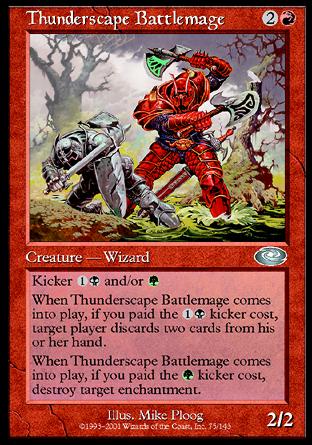 Thunderscape Battlemage 2
Creature — Wizard
Kicker 1 and/or
When Thunderscape Battlemage comes
into play, if you paid the 1 kicker cost,
target player discards two cards from his
or her hand.
When Thunderscape Battlemage comes
into play, if you paid the kicker cost,
destroy target enchantment.
2/2
Illus. Mike Ploog
©1993–2001 Wizards of the Coast, Inc. 75/143